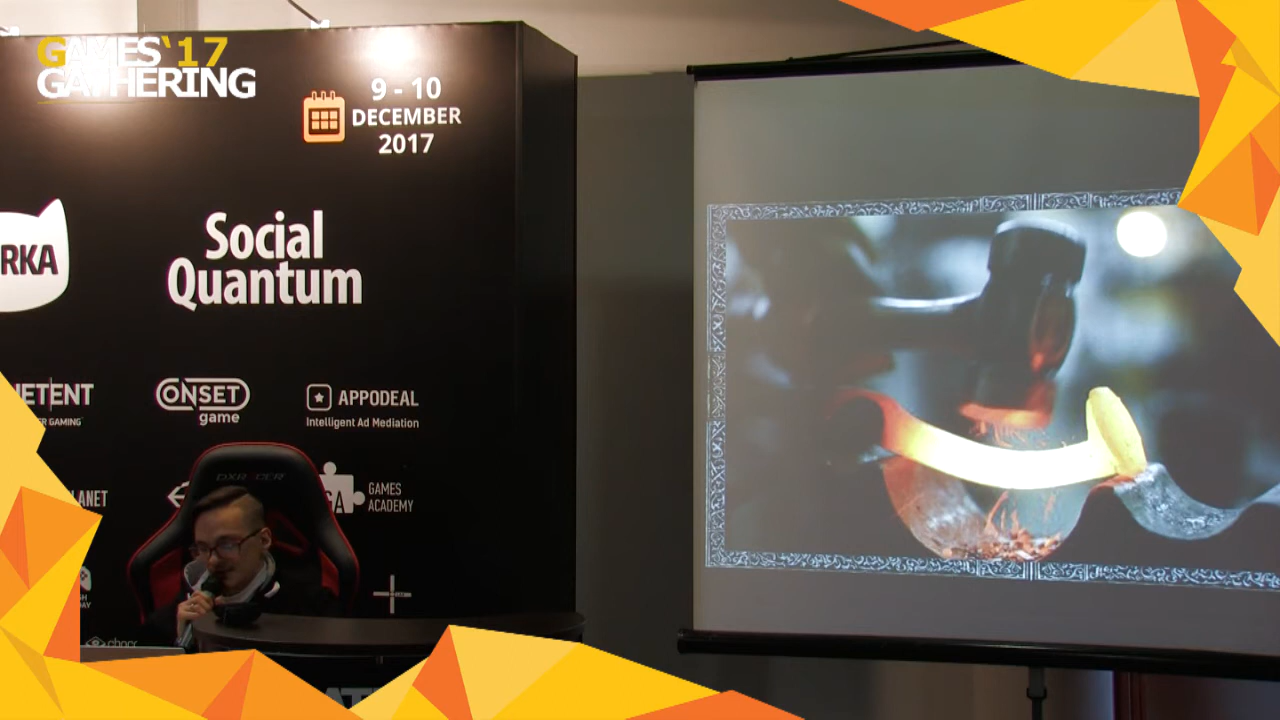 GAMES'17
GATHERING
9 - 10
DECEMBER
2017
RKA
Social
Quantum
ETENT
ER GAMING
ONSET
game
APPODEAL
Intelligent Ad Mediation
LANET
DXRACER
GAMES
ACADEMY